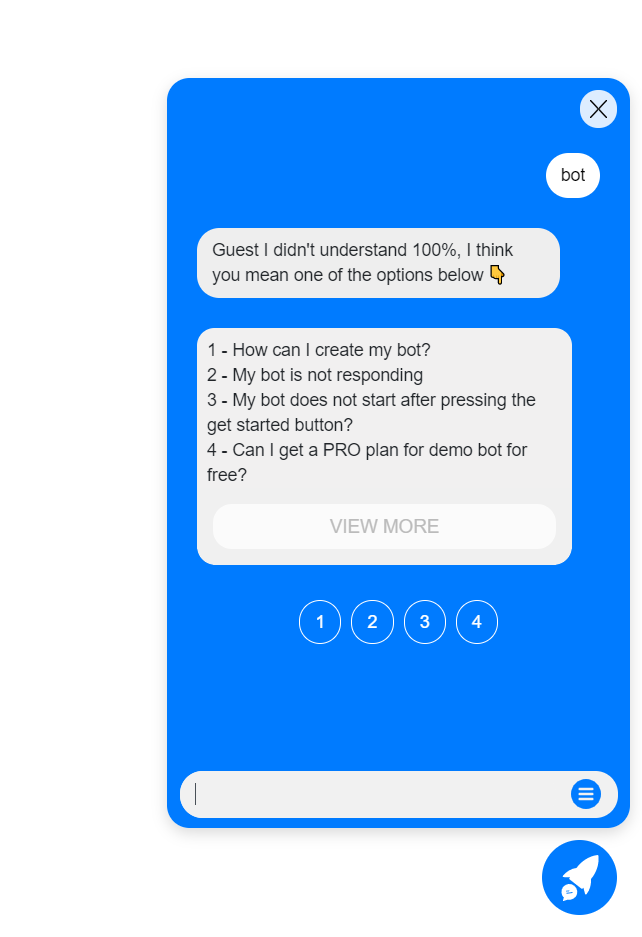 bot
Guest I didn't understand 100%, I think
you mean one of the options below 👇
1 - How can I create my bot?
2 - My bot is not responding
3 - My bot does not start after pressing the
get started button?
4 - Can I get a PRO plan for demo bot for
free?
VIEW MORE
1 2 3 4